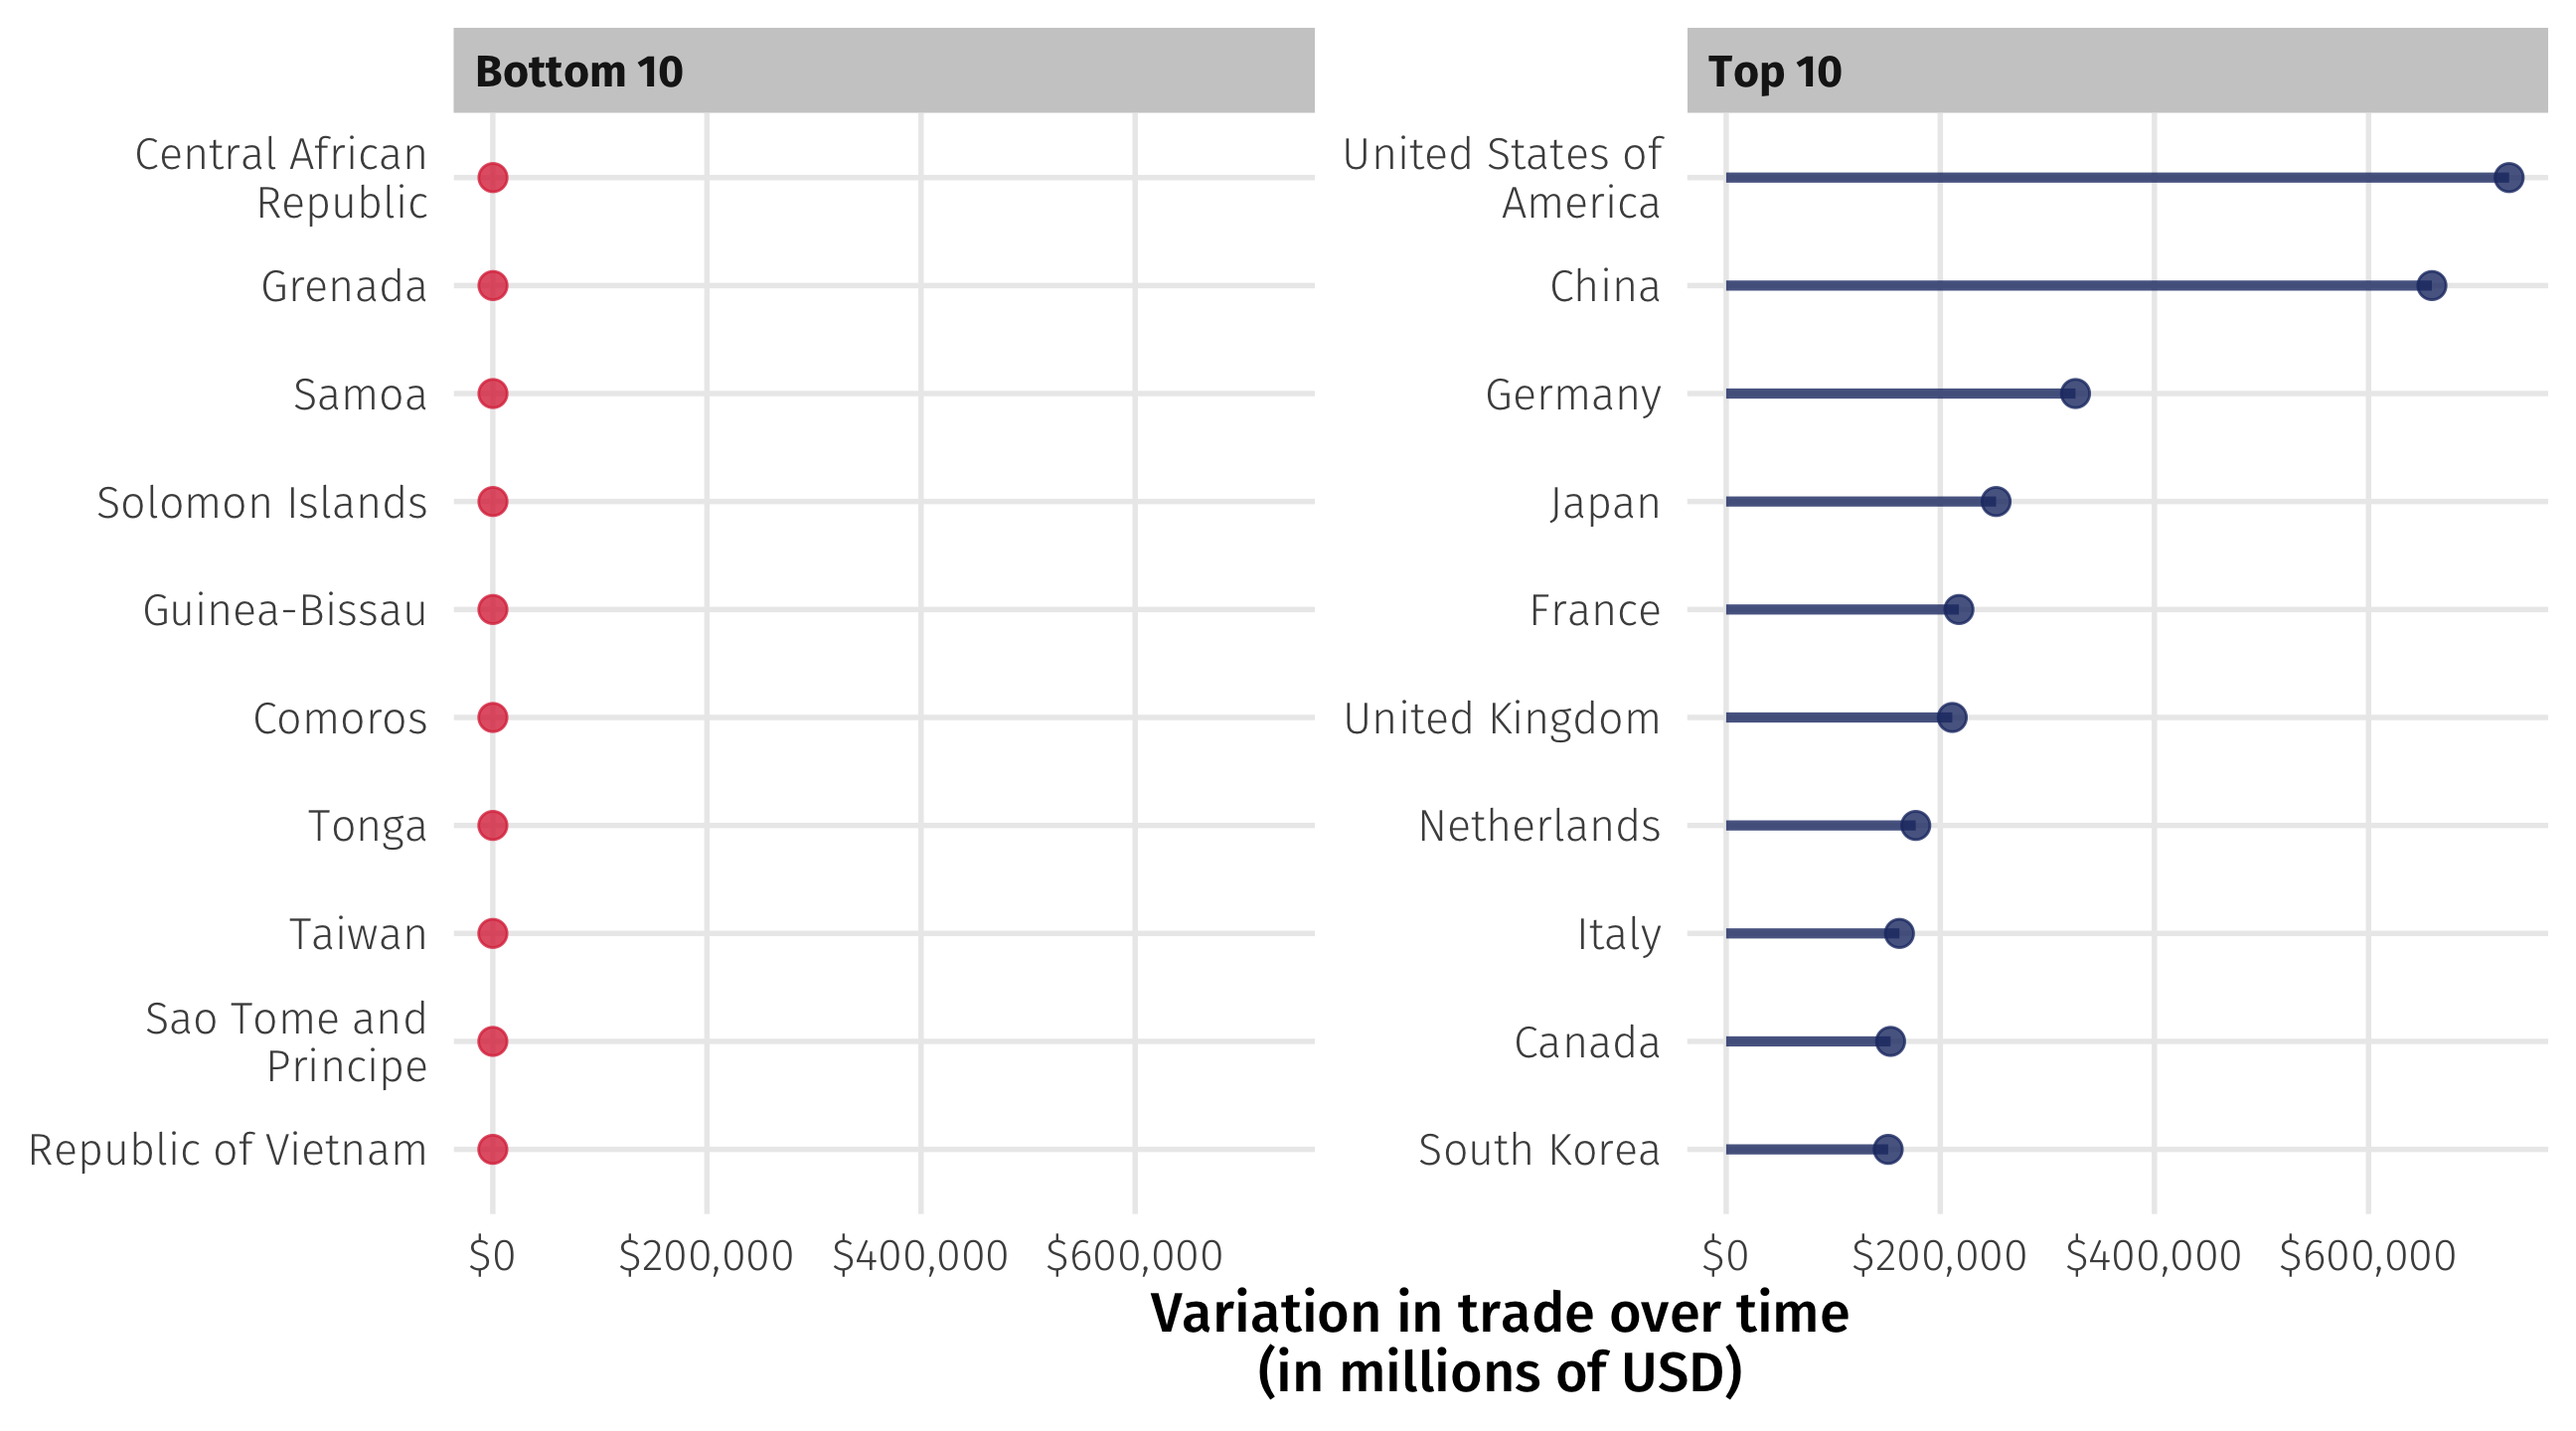 Bottom 10
Central African
Republic
Grenada
Samoa
Solomon Islands
Guinea-Bissau
Comoros
Tonga
Taiwan
Sao Tome and
Principe
Republic of Vietnam
$0 $200,000 $400,000 $600,000
Top 10
United States of
America
China
Germany
Japan
France
United Kingdom
Netherlands
Italy
Canada
South Korea
$0 $200,000 $400,000 $600,000
Variation in trade over time
(in millions of USD)